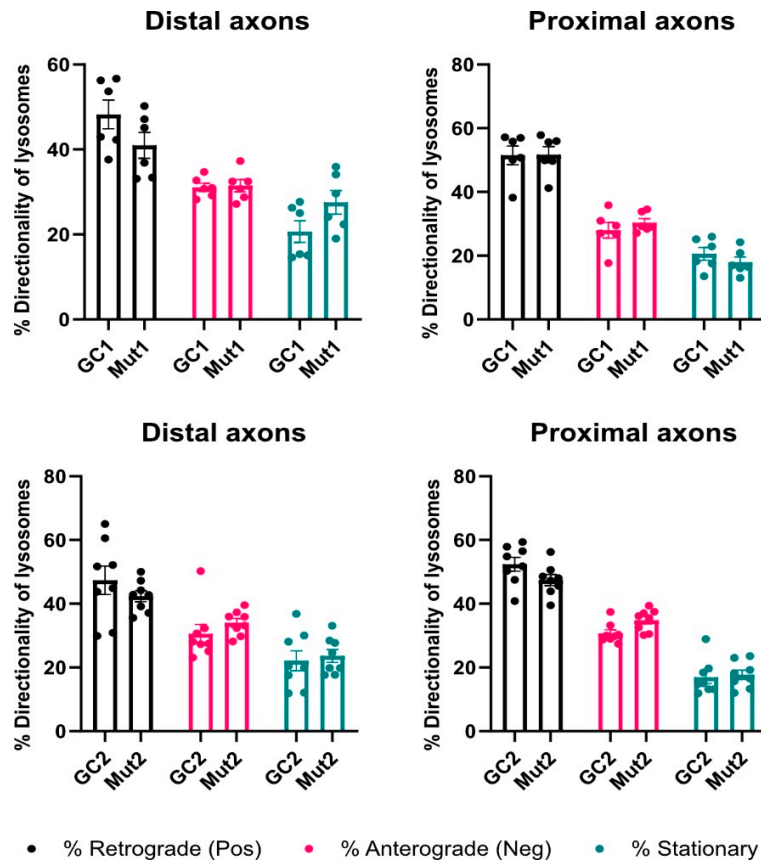 Distal axons
% Directionality of lysosomes
60
40
20
0
GC1
Mut1
GC1
Mut1
GC1
Mut1
Proximal axons
% Directionality of lysosomes
80
60
40
20
0
GC1
Mut1
GC1
Mut1
GC1
Mut1
Distal axons
% Directionality of lysosomes
80
60
40
20
0
GC2
Mut2
GC2
Mut2
GC2
Mut2
Proximal axons
% Directionality of lysosomes
80
60
40
20
0
GC2
Mut2
GC2
Mut2
GC2
Mut2
% Retrograde (Pos)
% Anterograde (Neg)
% Stationary